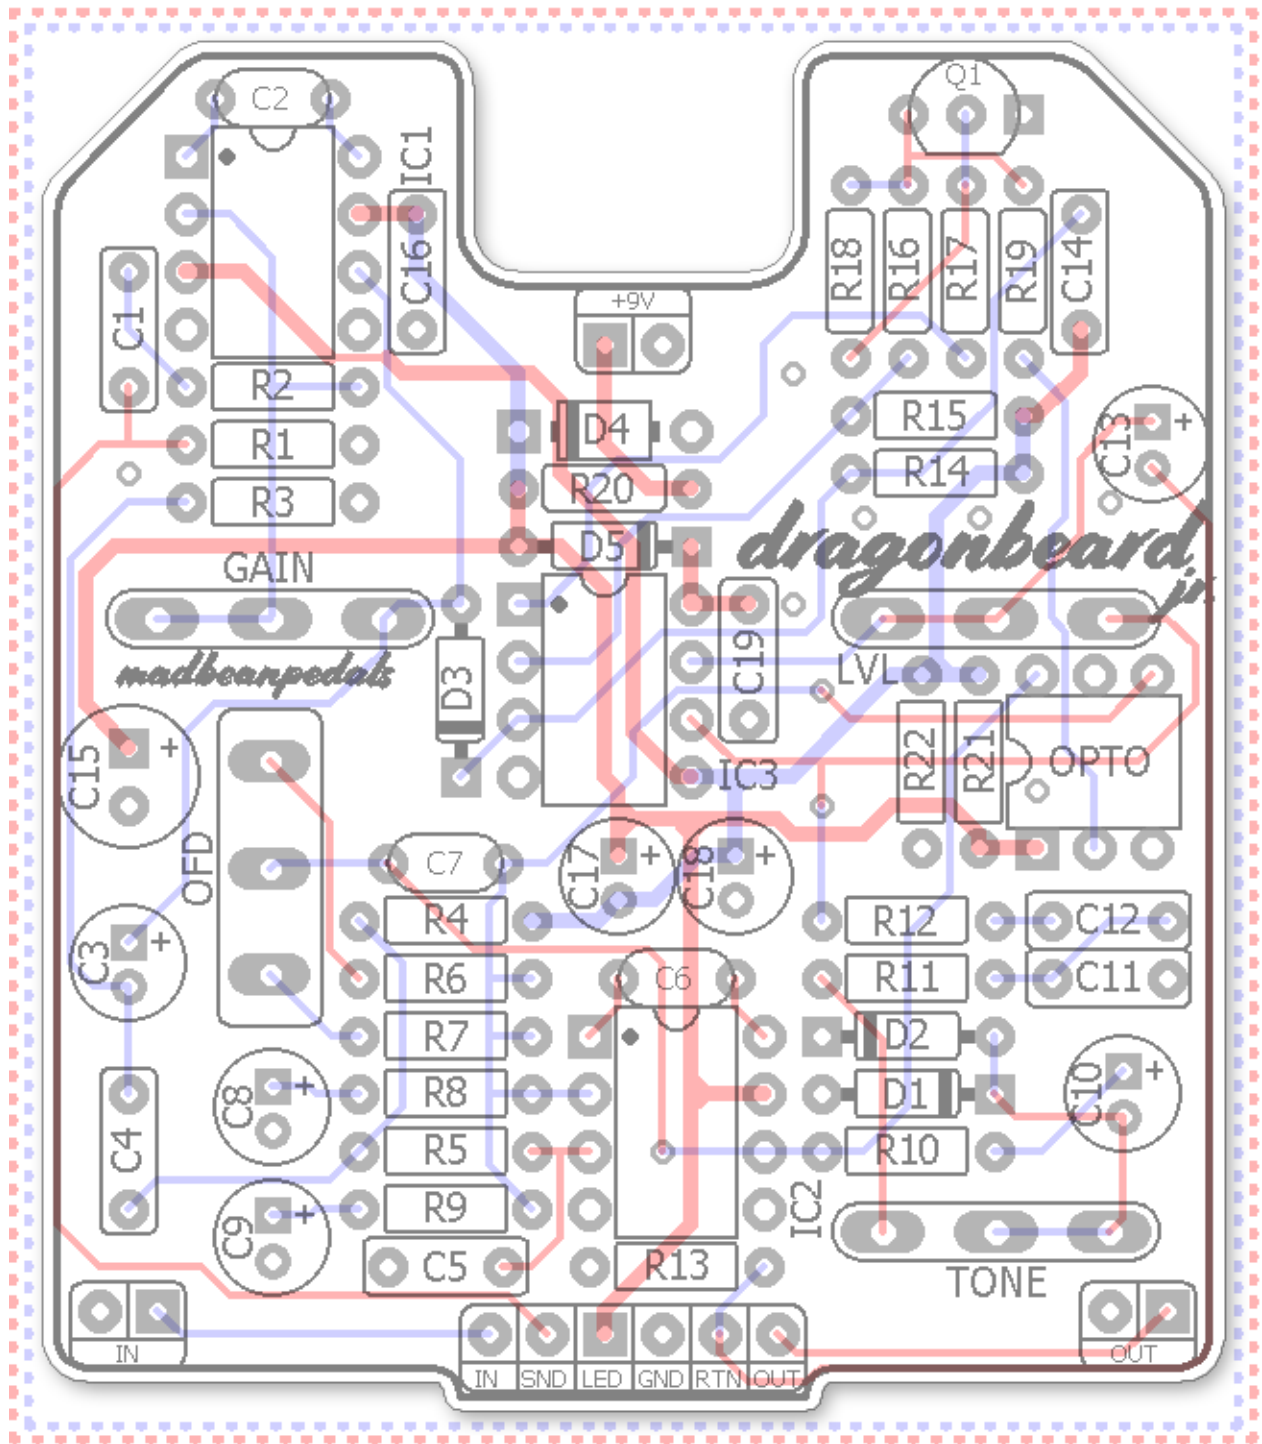 C2
Q1
IC1
C16
+9V
R18
R16
R17
R19
C14
C1
R2
R1
R3
D4
R20
D5
R15
R14
C13
+
dragonbeard
jr.
GAIN
madbeanpedals
D3
C19
LVL
C15
+
R22
R21
OPTO
IC3
OFD
C7
C17
+
C18
+
C3
+
R4
R6
R7
R8
R5
R9
C5
C6
R12
C12
R11
C11
D2
D1
R10
C10
+
C8
+
C4
C9
+
IC2
R13
TONE
IN
IN
SND
LED
GND
RTN
OUT
OUT